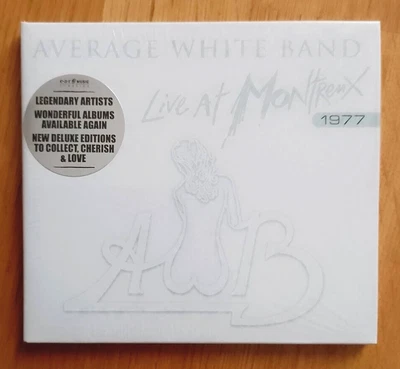 AVERAGE WHITE BAND
Live At Montreux
1977
LEGENDARY ARTISTS
WONDERFUL ALBUMS
AVAILABLE AGAIN
NEW DELUXE EDITIONS
TO COLLECT, CHERISH
& LOVE
AWB